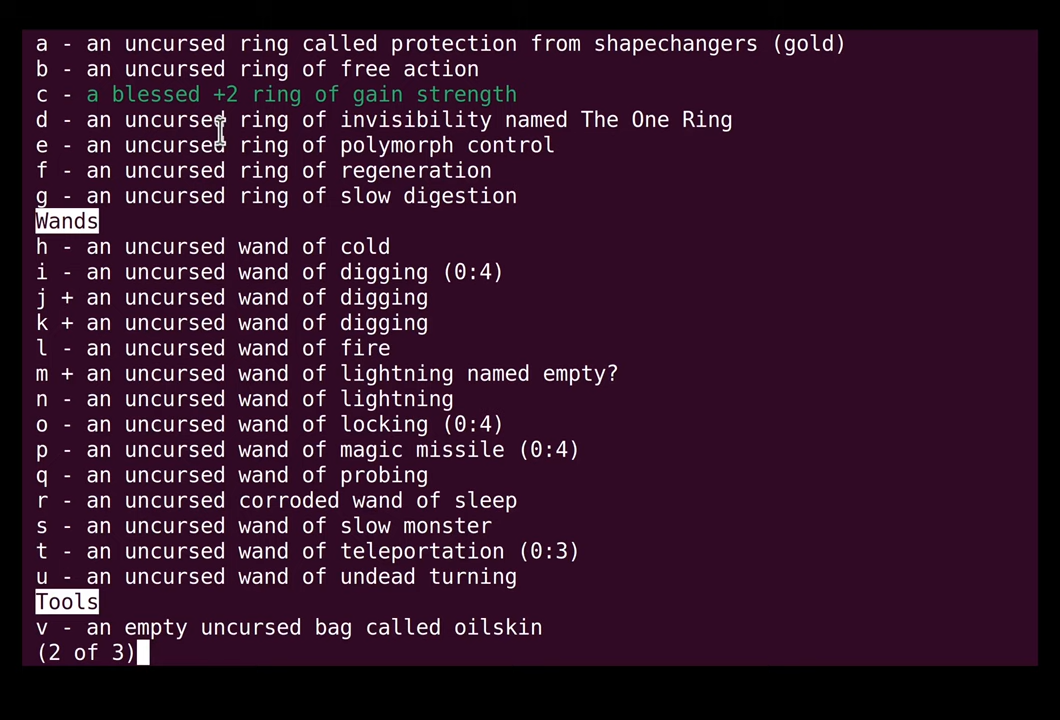 a - an uncursed ring called protection from shapechangers (gold)
b - an uncursed ring of free action
c - a blessed +2 ring of gain strength
d - an uncursed ring of invisibility named The One Ring
e - an uncursed ring of polymorph control
f - an uncursed ring of regeneration
g - an uncursed ring of slow digestion
Wands
h - an uncursed wand of cold
i - an uncursed wand of digging (0:4)
j + an uncursed wand of digging
k + an uncursed wand of digging
l - an uncursed wand of fire
m + an uncursed wand of lightning named empty?
n - an uncursed wand of lightning
o - an uncursed wand of locking (0:4)
p - an uncursed wand of magic missile (0:4)
q - an uncursed wand of probing
r - an uncursed corroded wand of sleep
s - an uncursed wand of slow monster
t - an uncursed wand of teleportation (0:3)
u - an uncursed wand of undead turning
Tools
v - an empty uncursed bag called oilskin
(2 of 3)